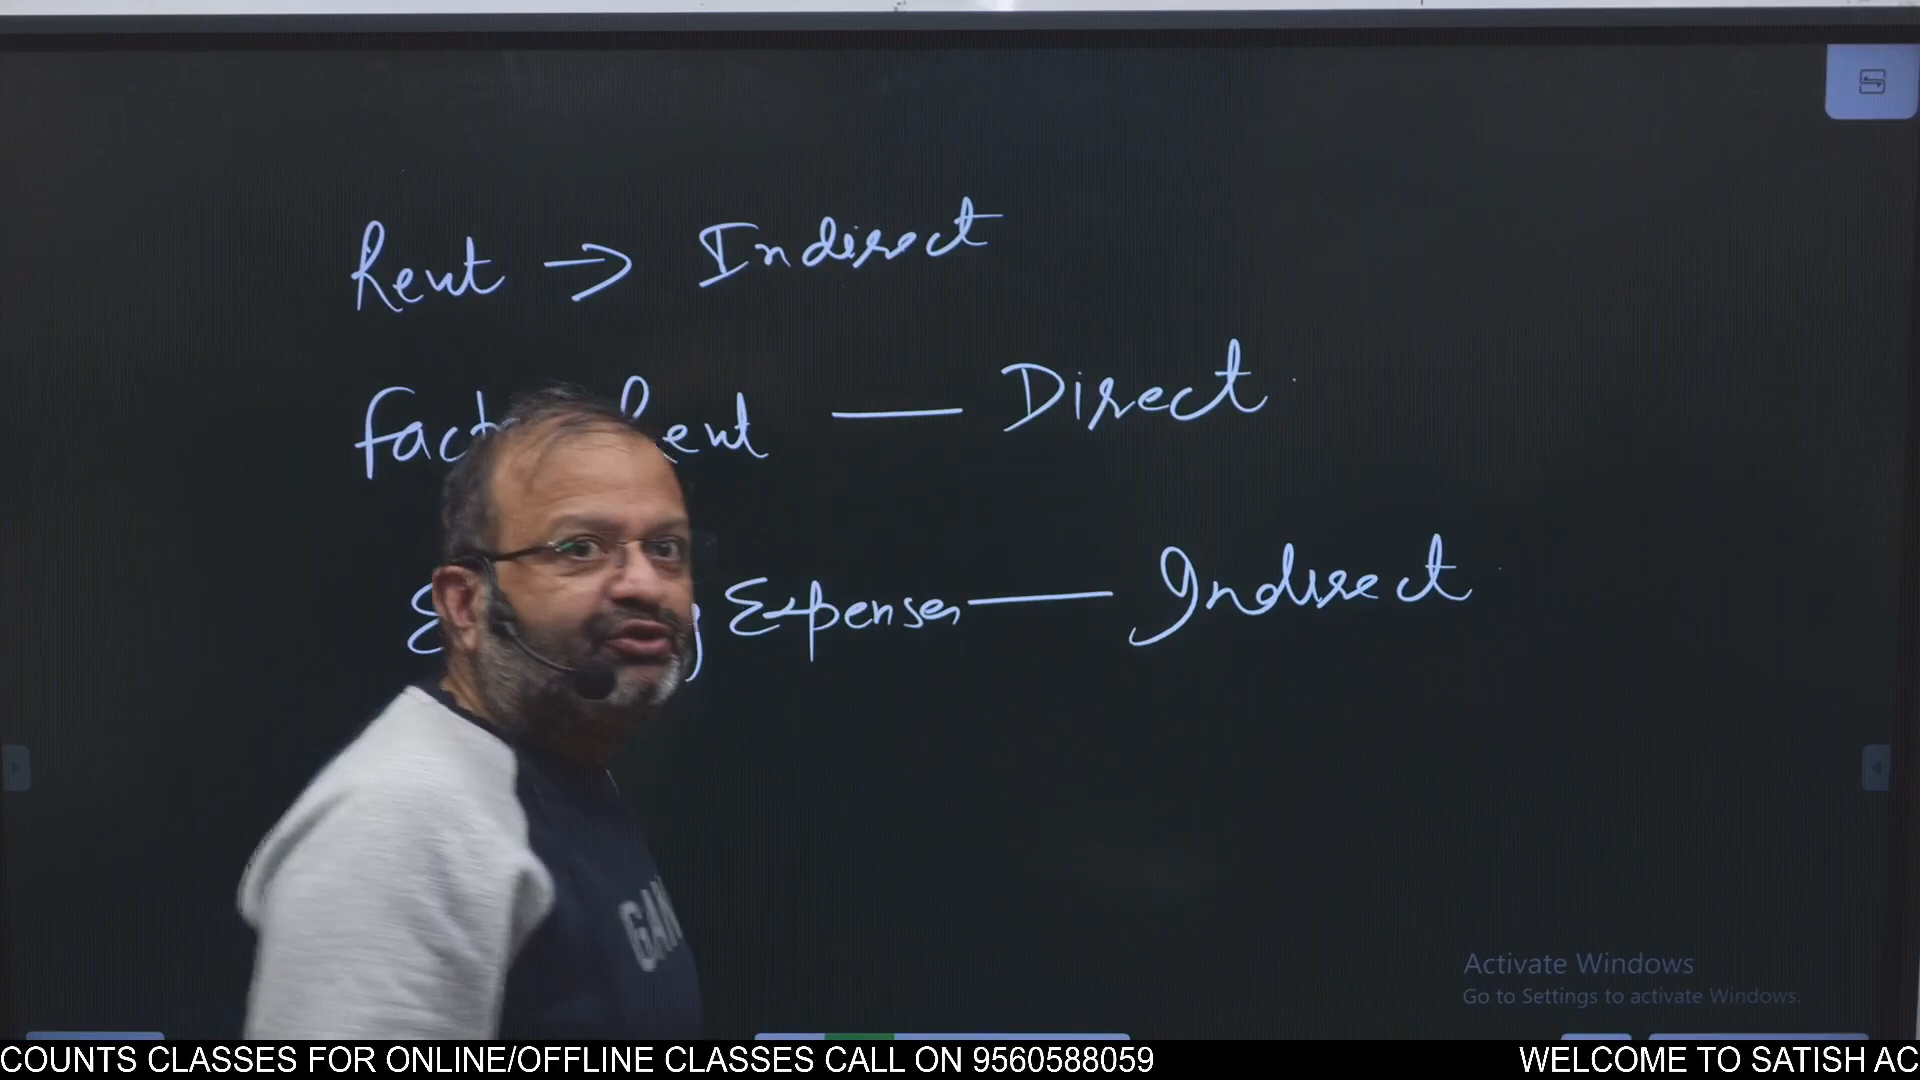 Rent → Indirect
Rent — Direct
Expenses — Indirect
Activate Windows
Go to Settings to activate Windows.
COUNTS CLASSES FOR ONLINE/OFFLINE CLASSES CALL ON 9560588059 WELCOME TO SATISH AC